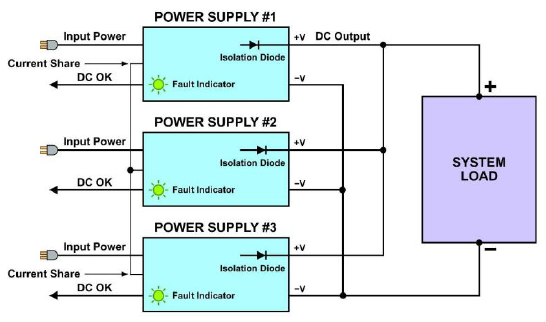 POWER SUPPLY #1
Input Power
+V
DC Output
Isolation Diode
Current Share
DC OK
Fault Indicator
–V
+
POWER SUPPLY #2
Input Power
+V
Isolation Diode
DC OK
Fault Indicator
–V
SYSTEM
LOAD
POWER SUPPLY #3
Input Power
+V
Isolation Diode
Current Share
DC OK
Fault Indicator
–V
–